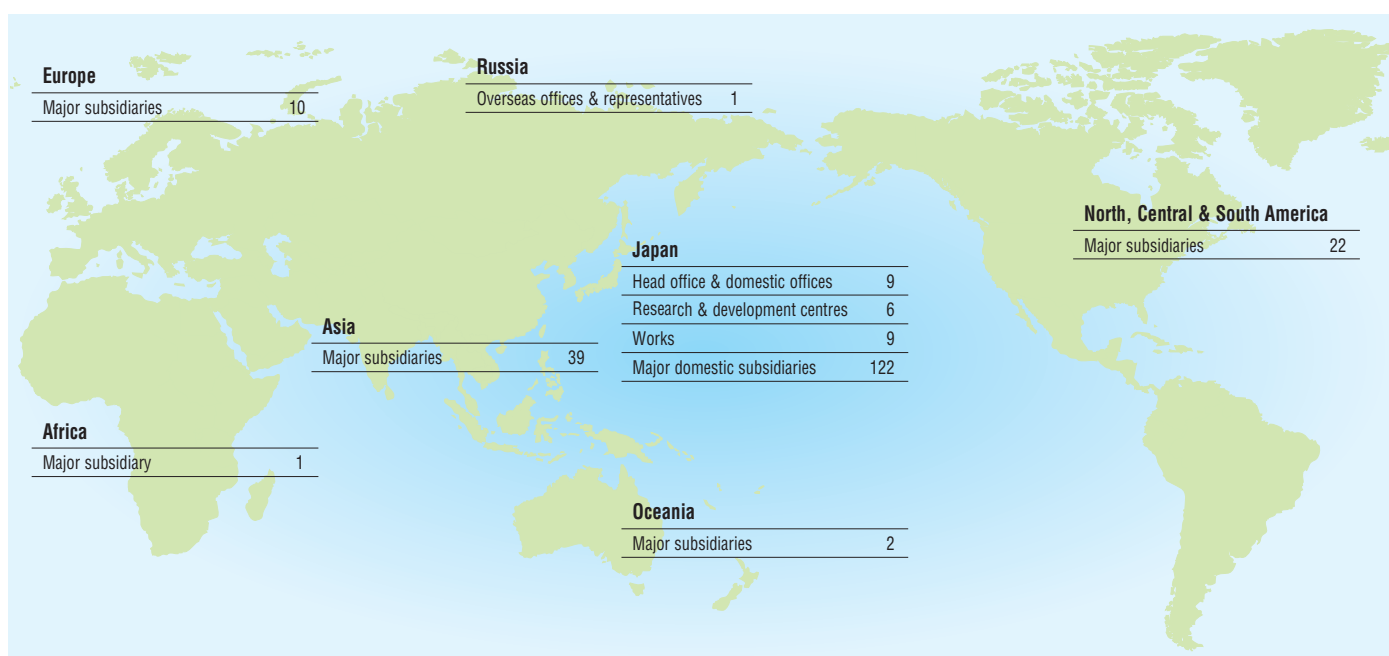 Europe
Major subsidiaries 10
Russia
Overseas offices & representatives 1
North, Central & South America
Major subsidiaries 22
Japan
Head office & domestic offices 9
Research & development centres 6
Works 9
Major domestic subsidiaries 122
Asia
Major subsidiaries 39
Africa
Major subsidiary 1
Oceania
Major subsidiaries 2